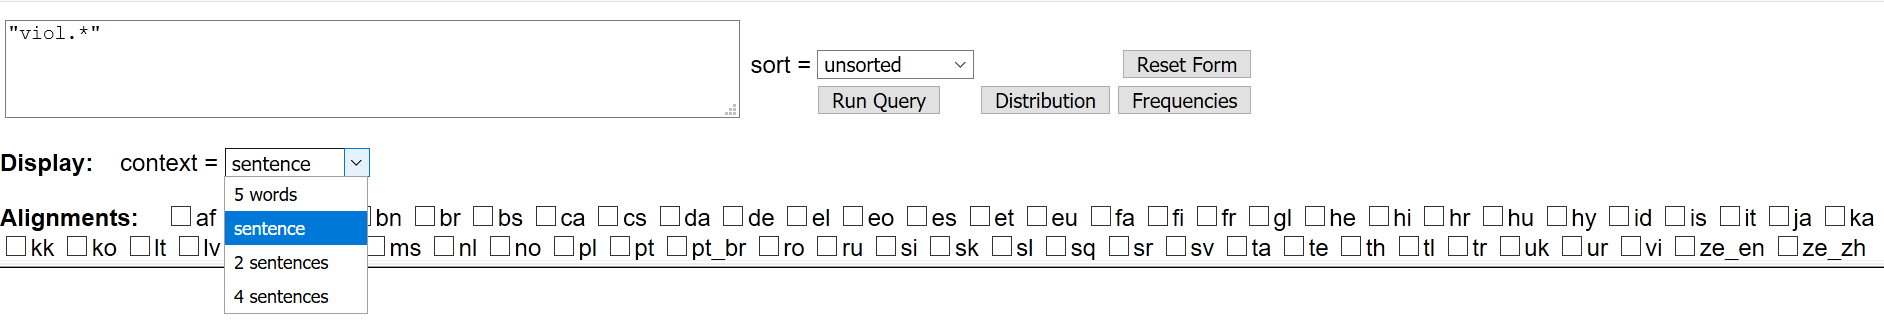 "viol.*"
sort = unsorted Reset Form
Run Query Distribution Frequencies
Display: context = sentence
5 words
Alignments: af bn br bs ca cs da de el eo es et eu fa fi fr gl he hi hr hu hy id is it ja ka
sentence
kk ko lt lv ms nl no pl pt pt_br ro ru si sk sl sq sr sv ta te th tl tr uk ur vi ze_en ze_zh
2 sentences
4 sentences